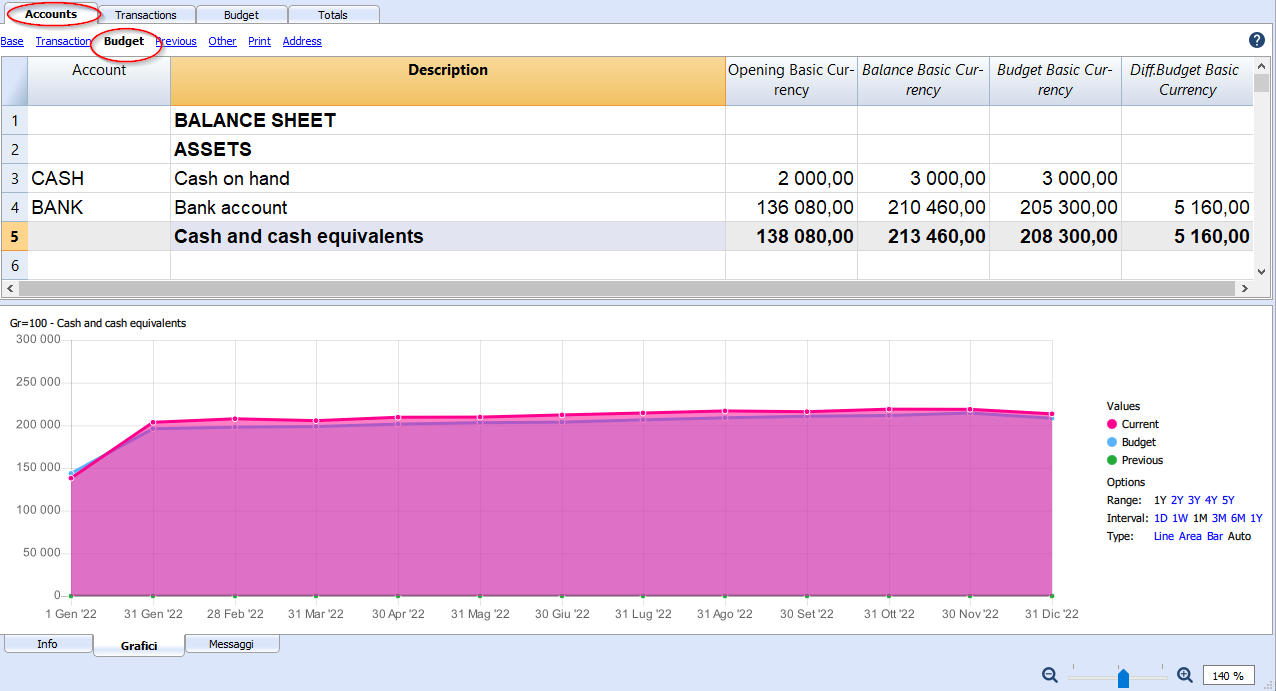 Accounts Transactions Budget Totals
Base Transaction Budget Previous Other Print Address ?
Account Description Opening Basic Cur- Balance Basic Cur- Budget Basic Cur- Diff.Budget Basic
rency rency rency Currency
1 BALANCE SHEET
2 ASSETS
3 CASH Cash on hand 2 000,00 3 000,00 3 000,00
4 BANK Bank account 136 080,00 210 460,00 205 300,00 5 160,00
5 Cash and cash equivalents 138 080,00 213 460,00 208 300,00 5 160,00
6
Gr=100 - Cash and cash equivalents
300 000
250 000
200 000
150 000
100 000
50 000
0
1 Gen '22 31 Gen '22 28 Feb '22 31 Mar '22 30 Apr '22 31 Mag '22 30 Giu '22 31 Lug '22 31 Ago '22 30 Set '22 31 Ott '22 30 Nov '22 31 Dic '22
Values
Current
Budget
Previous
Options
Range: 1Y 2Y 3Y 4Y 5Y
Interval: 1D 1W 1M 3M 6M 1Y
Type: Line Area Bar Auto
Info Grafici Messaggi
140 %